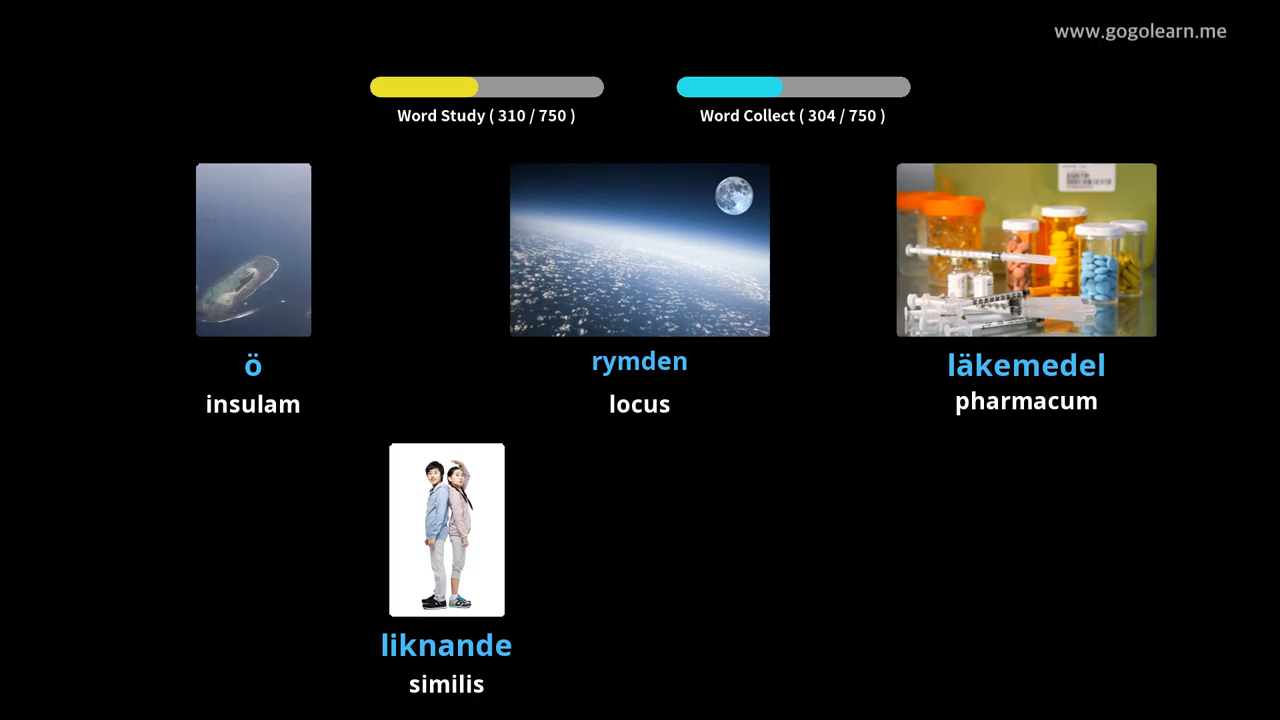 www.gogolearn.me
Word Study ( 310 / 750 )
Word Collect ( 304 / 750 )
ö
insulam
rymden
locus
läkemedel
pharmacum
liknande
similis